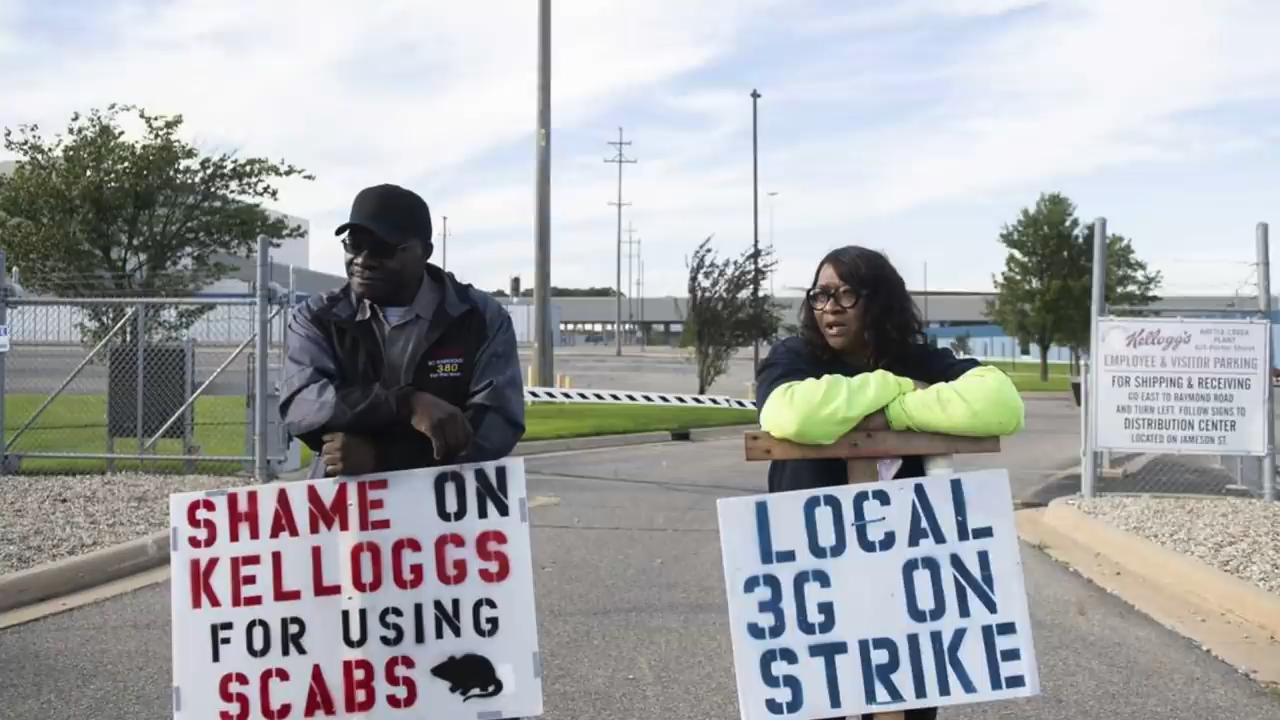 SHAME ON
KELLOGGS
FOR USING
SCABS
LOCAL
3G ON
STRIKE
380
Kellogg's
PLANT
EMPLOYEE & VISITOR PARKING
FOR SHIPPING & RECEIVING
GO EAST TO RAYMOND ROAD
AND TURN LEFT. FOLLOW SIGNS TO
DISTRIBUTION CENTER
LOCATED ON JAMESON ST.